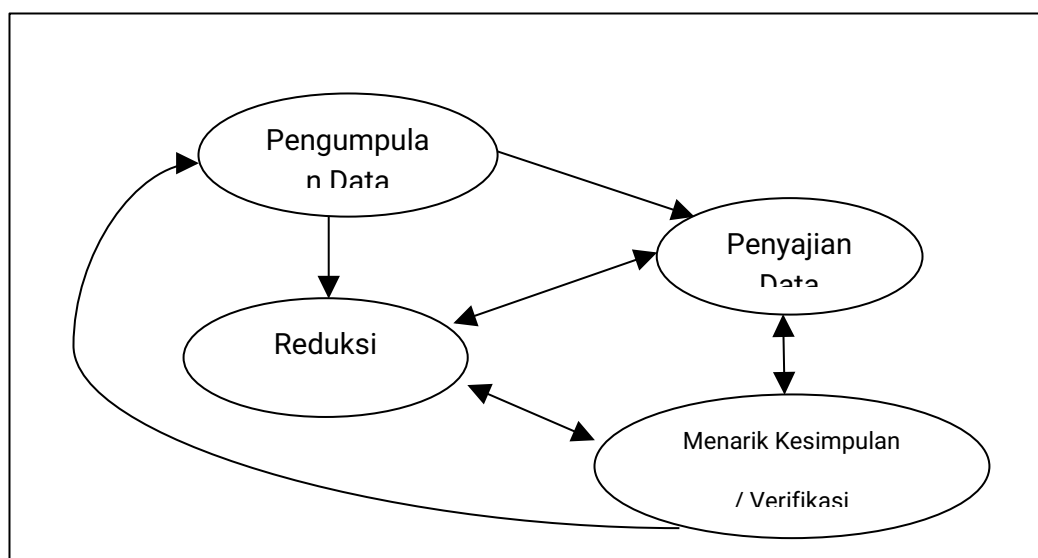 Pengumpula
n Data
Penyajian
Data
Reduksi
Menarik Kesimpulan
/ Verifikasi